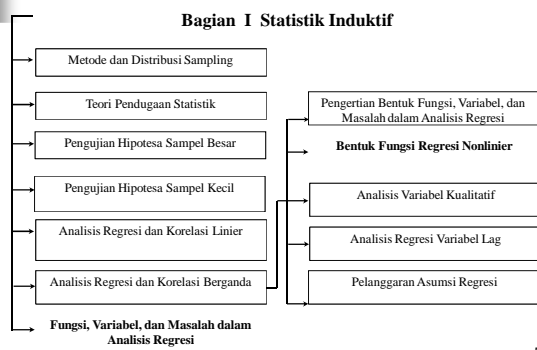 Bagian I Statistik Induktif
Metode dan Distribusi Sampling
Teori Pendugaan Statistik
Pengujian Hipotesa Sampel Besar
Pengujian Hipotesa Sampel Kecil
Analisis Regresi dan Korelasi Linier
Analisis Regresi dan Korelasi Berganda
Fungsi, Variabel, dan Masalah dalam
Analisis Regresi
Pengertian Bentuk Fungsi, Variabel, dan
Masalah dalam Analisis Regresi
Bentuk Fungsi Regresi Nonlinier
Analisis Variabel Kualitatif
Analisis Regresi Variabel Lag
Pelanggaran Asumsi Regresi